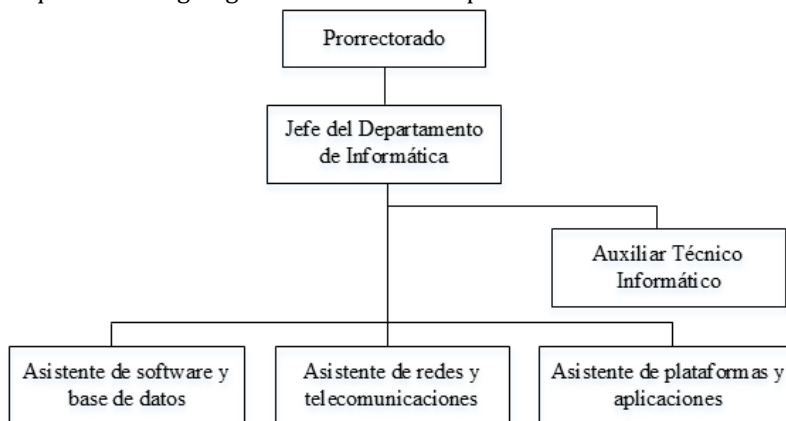 Prorrectorado
Jefe del Departamento
de Informática
Auxiliar Técnico
Informático
Asistente de software y
base de datos
Asistente de redes y
telecomunicaciones
Asistente de plataformas y
aplicaciones